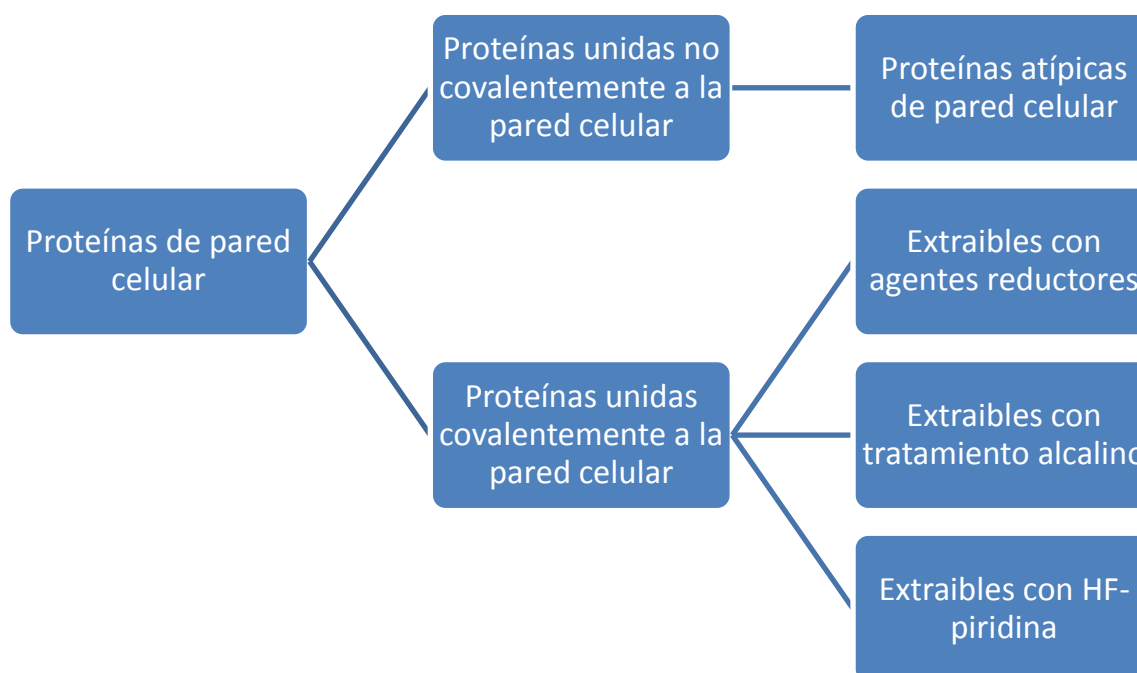 Proteínas de pared
celular
Proteínas unidas no
covalentemente a la
pared celular
Proteínas atípicas
de pared celular
Proteínas unidas
covalentemente a la
pared celular
Extraibles con
agentes reductores
Extraibles con
tratamiento alcalino
Extraibles con HF-
piridina